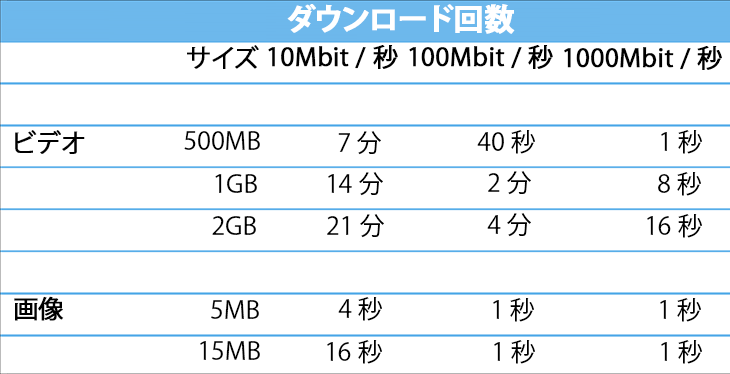 ダウンロード回数
サイズ 10Mbit / 秒 100Mbit / 秒 1000Mbit / 秒
ビデオ 500MB 7 分 40 秒 1 秒
1GB 14 分 2 分 8 秒
2GB 21 分 4 分 16 秒
画像 5MB 4 秒 1 秒 1 秒
15MB 16 秒 1 秒 1 秒